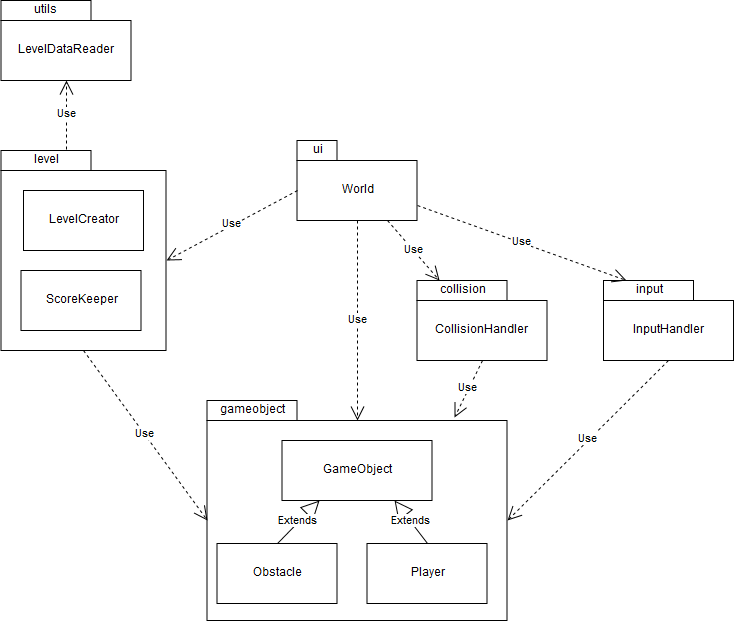 utils
LevelDataReader
Use
level
LevelCreator
ScoreKeeper
ui
World
Use
Use
Use
Use
collision
CollisionHandler
input
InputHandler
Use
Use
Use
gameobject
GameObject
Extends
Extends
Obstacle
Player